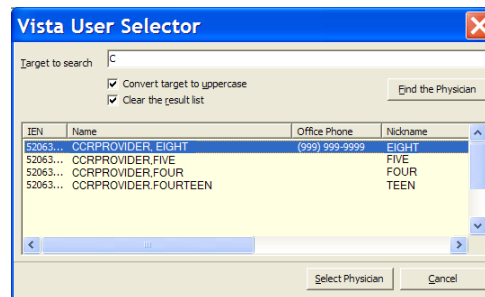 Vista User Selector
Target to search C
Convert target to uppercase
Clear the result list
Find the Physician
IEN Name Office Phone Nickname
52063... CCRPROVIDER, EIGHT (999) 999-9999 EIGHT
52063... CCRPROVIDER,FIVE FIVE
52063... CCRPROVIDER,FOUR FOUR
52063... CCRPROVIDER.FOURTEEN TEEN
Select Physician Cancel